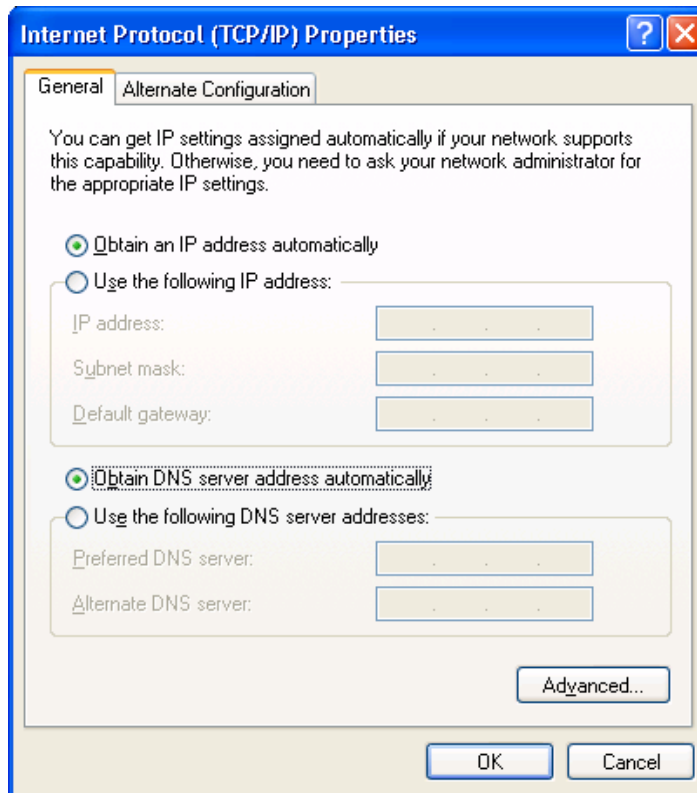 Internet Protocol (TCP/IP) Properties
General
Alternate Configuration
You can get IP settings assigned automatically if your network supports
this capability. Otherwise, you need to ask your network administrator for
the appropriate IP settings.
Obtain an IP address automatically
Use the following IP address:
IP address:
Subnet mask:
Default gateway:
Obtain DNS server address automatically
Use the following DNS server addresses:
Preferred DNS server:
Alternate DNS server:
Advanced...
OK
Cancel